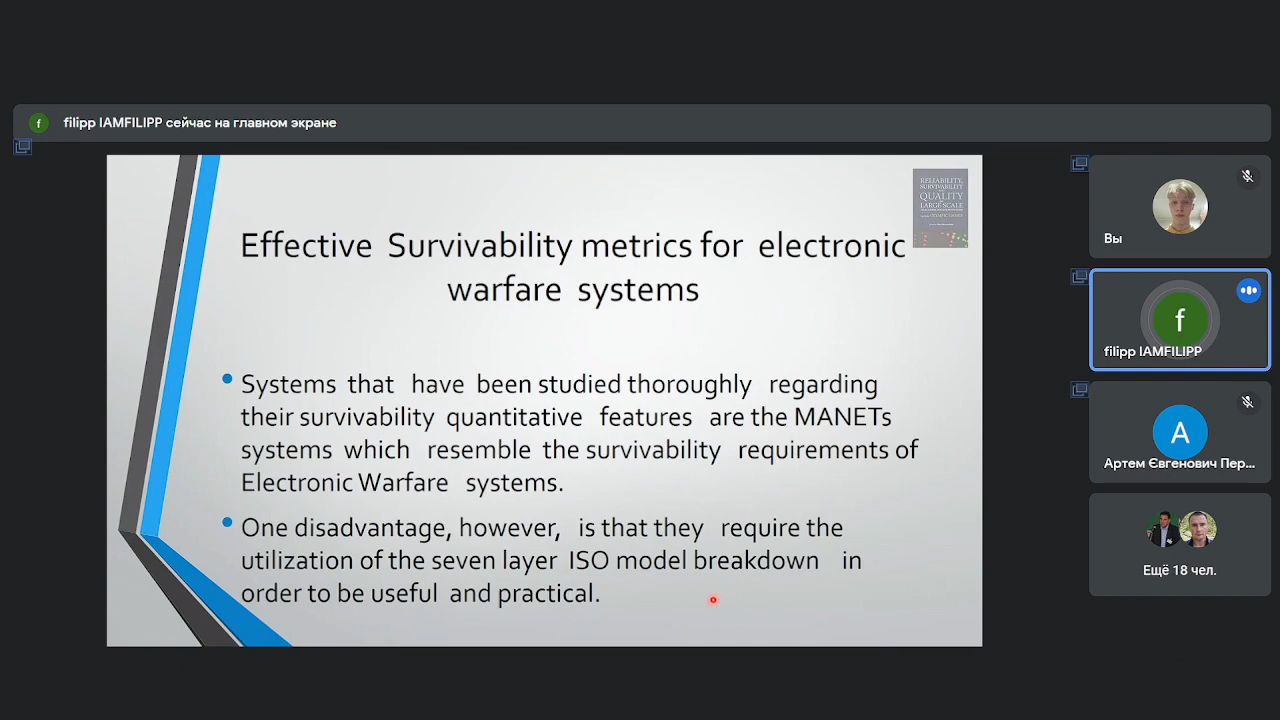 f
filipp IAMFILIPP сейчас на главном экране
RELIABILITY,
SURVIVABILITY
QUALITY
LARGE SCALE
Effective Survivability metrics for electronic
warfare systems
Systems that have been studied thoroughly regarding
their survivability quantitative features are the MANETs
systems which resemble the survivability requirements of
Electronic Warfare systems.
One disadvantage, however, is that they require the
utilization of the seven layer ISO model breakdown in
order to be useful and practical.
Вы
f
filipp IAMFILIPP
A
Артем Євгенович Пер...
Ещё 18 чел.